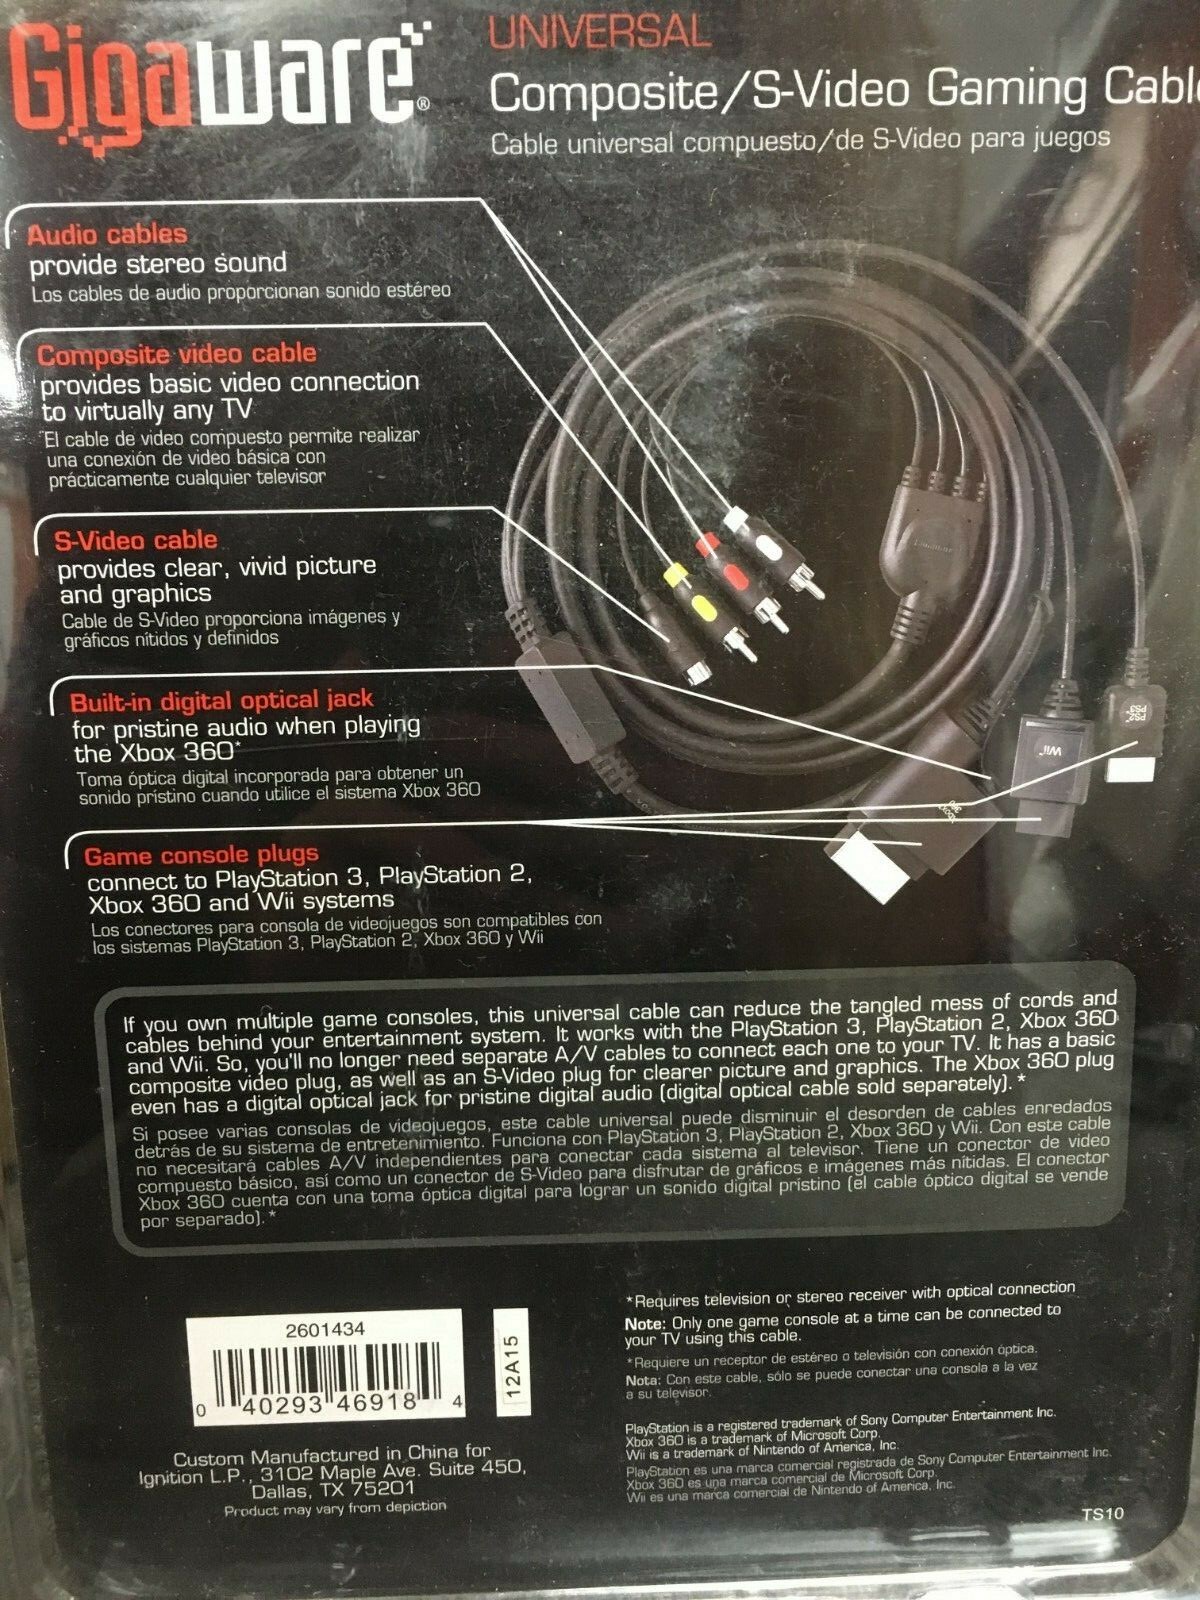 Gigaware®
UNIVERSAL
Composite/S-Video Gaming
Cable universal compuesto/de S-Video para juegos
Audio cables
provide stereo sound
Los cables de audio proporcionan sonido estéreo
Composite video cable
provides basic video connection
to virtually any TV
El cable de video compuesto permite realizar
una conexión de video básica con
prácticamente cualquier televisor
S-Video cable
provides clear, vivid picture
and graphics
Cable de S-Video proporciona imágenes y
gráficos nítidos y definidos
Built-in digital optical jack
for pristine audio when playing
the Xbox 360*
Toma óptica digital incorporada para obtener un
sonido prístino cuando utilice el sistema Xbox 360
Game console plugs
connect to PlayStation 3, PlayStation 2,
Xbox 360 and Wii systems
Los conectores para consola de videojuegos son compatibles con
los sistemas PlayStation 3, PlayStation 2, Xbox 360 y Wii
PS2
PS3
Wii™
Xbox
360
If you own multiple game consoles, this universal cable can reduce the tangled mess of cords and
cables behind your entertainment system. It works with the PlayStation 3, PlayStation 2, Xbox 360
and Wii. So, you'll no longer need separate A/V cables to connect each one to your TV. It has a basic
composite video plug, as well as an S-Video plug for clearer picture and graphics. The Xbox 360 plug
even has a digital optical jack for pristine digital audio (digital optical cable sold separately).*
Si posee varias consolas de videojuegos, este cable universal puede disminuir el desorden de cables enredados
detrás de su sistema de entretenimiento. Funciona con PlayStation 3, PlayStation 2, Xbox 360 y Wii. Con este cable
no necesitará cables A/V independientes para conectar cada sistema al televisor. Tiene un conector de video
compuesto básico, así como un conector de S-Video para disfrutar de gráficos e imágenes más nítidas. El conector
Xbox 360 cuenta con una toma óptica digital para lograr un sonido digital prístino (el cable óptico digital se vende
por separado).*
2601434
0 40293 46918 4
12A15
Custom Manufactured in China for
Ignition L.P., 3102 Maple Ave. Suite 450,
Dallas, TX 75201
Product may vary from depiction
*Requires television or stereo receiver with optical connection
Note: Only one game console at a time can be connected to
your TV using this cable.
*Requiere un receptor de estéreo o televisión con conexión óptica.
Nota: Con este cable, sólo se puede conectar una consola a la vez
a su televisor.
PlayStation is a registered trademark of Sony Computer Entertainment Inc.
Xbox 360 is a trademark of Microsoft Corp.
Wii is a trademark of Nintendo of America, Inc.
PlayStation es una marca comercial registrada de Sony Computer Entertainment Inc.
Xbox 360 es una marca comercial de Microsoft Corp.
Wii es una marca comercial de Nintendo of America, Inc.
TS10